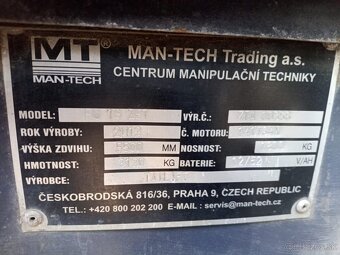 MT
MAN-TECH
MAN-TECH Trading a.s.
CENTRUM MANIPULAČNÍ TECHNIKY
MODEL:
VÝR.Č.:
ROK VÝROBY:
Č. MOTORU:
VÝŠKA ZDVIHU: MM
NOSNOST: KG
HMOTNOST: KG
BATERIE: V/AH
VÝROBCE:
ČESKOBRODSKÁ 816/36, PRAHA 9, CZECH REPUBLIC
TEL.: +420 800 202 200 E-MAIL : servis@man-tech.cz